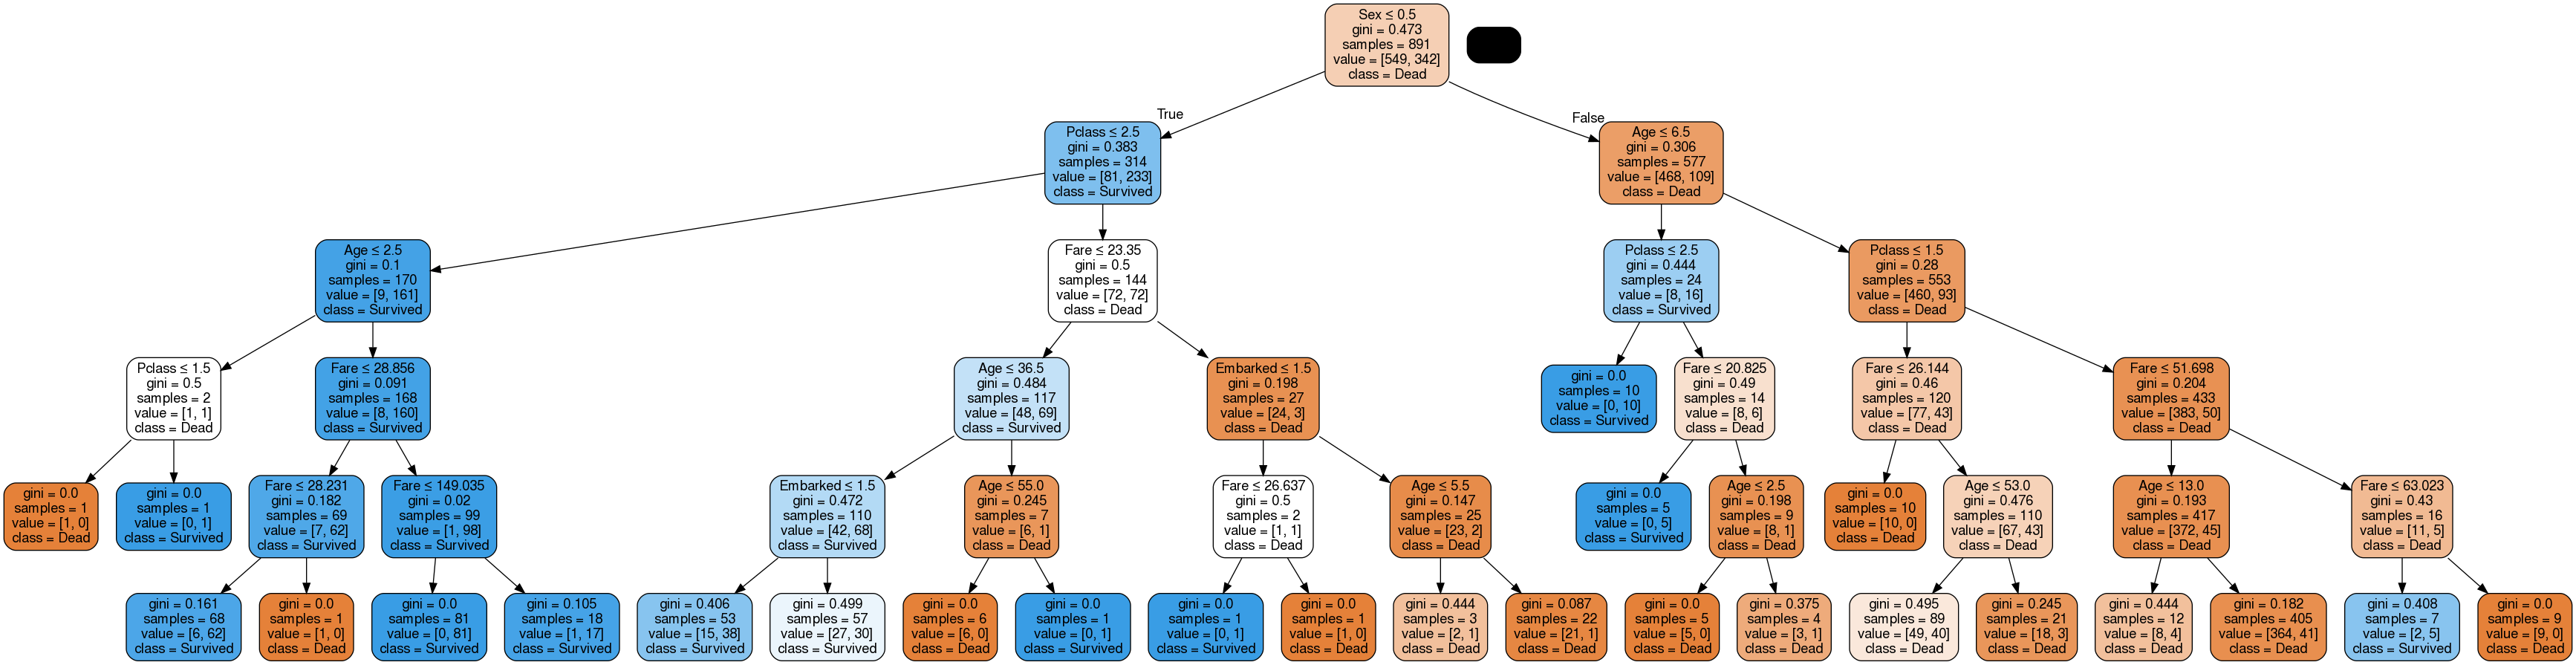 Sex ≤ 0.5
gini = 0.473
samples = 891
value = [549, 342]
class = Dead
True
False
Pclass ≤ 2.5
gini = 0.383
samples = 314
value = [81, 233]
class = Survived
Age ≤ 6.5
gini = 0.306
samples = 577
value = [468, 109]
class = Dead
Age ≤ 2.5
gini = 0.1
samples = 170
value = [9, 161]
class = Survived
Fare ≤ 23.35
gini = 0.5
samples = 144
value = [72, 72]
class = Dead
Pclass ≤ 2.5
gini = 0.444
samples = 24
value = [8, 16]
class = Survived
Pclass ≤ 1.5
gini = 0.28
samples = 553
value = [460, 93]
class = Dead
Pclass ≤ 1.5
gini = 0.5
samples = 2
value = [1, 1]
class = Dead
Fare ≤ 28.856
gini = 0.091
samples = 168
value = [8, 160]
class = Survived
Age ≤ 36.5
gini = 0.484
samples = 117
value = [48, 69]
class = Survived
Embarked ≤ 1.5
gini = 0.198
samples = 27
value = [24, 3]
class = Dead
gini = 0.0
samples = 10
value = [0, 10]
class = Survived
Fare ≤ 20.825
gini = 0.49
samples = 14
value = [8, 6]
class = Dead
Fare ≤ 26.144
gini = 0.46
samples = 120
value = [77, 43]
class = Dead
Fare ≤ 51.698
gini = 0.204
samples = 433
value = [383, 50]
class = Dead
gini = 0.0
samples = 1
value = [1, 0]
class = Dead
gini = 0.0
samples = 1
value = [0, 1]
class = Survived
Fare ≤ 28.231
gini = 0.182
samples = 69
value = [7, 62]
class = Survived
Fare ≤ 149.035
gini = 0.02
samples = 99
value = [1, 98]
class = Survived
Embarked ≤ 1.5
gini = 0.472
samples = 110
value = [42, 68]
class = Survived
Age ≤ 55.0
gini = 0.245
samples = 7
value = [6, 1]
class = Dead
Fare ≤ 26.637
gini = 0.5
samples = 2
value = [1, 1]
class = Dead
Age ≤ 5.5
gini = 0.147
samples = 25
value = [23, 2]
class = Dead
gini = 0.0
samples = 5
value = [0, 5]
class = Survived
Age ≤ 2.5
gini = 0.198
samples = 9
value = [8, 1]
class = Dead
gini = 0.0
samples = 10
value = [10, 0]
class = Dead
Age ≤ 53.0
gini = 0.476
samples = 110
value = [67, 43]
class = Dead
Age ≤ 13.0
gini = 0.193
samples = 417
value = [372, 45]
class = Dead
Fare ≤ 63.023
gini = 0.43
samples = 16
value = [11, 5]
class = Dead
gini = 0.161
samples = 68
value = [6, 62]
class = Survived
gini = 0.0
samples = 1
value = [1, 0]
class = Dead
gini = 0.0
samples = 81
value = [0, 81]
class = Survived
gini = 0.105
samples = 18
value = [1, 17]
class = Survived
gini = 0.406
samples = 53
value = [15, 38]
class = Survived
gini = 0.499
samples = 57
value = [27, 30]
class = Survived
gini = 0.0
samples = 6
value = [6, 0]
class = Dead
gini = 0.0
samples = 1
value = [0, 1]
class = Survived
gini = 0.0
samples = 1
value = [0, 1]
class = Survived
gini = 0.0
samples = 1
value = [1, 0]
class = Dead
gini = 0.444
samples = 3
value = [2, 1]
class = Dead
gini = 0.087
samples = 22
value = [21, 1]
class = Dead
gini = 0.0
samples = 5
value = [5, 0]
class = Dead
gini = 0.375
samples = 4
value = [3, 1]
class = Dead
gini = 0.495
samples = 89
value = [49, 40]
class = Dead
gini = 0.245
samples = 21
value = [18, 3]
class = Dead
gini = 0.444
samples = 12
value = [8, 4]
class = Dead
gini = 0.182
samples = 405
value = [364, 41]
class = Dead
gini = 0.408
samples = 7
value = [2, 5]
class = Survived
gini = 0.0
samples = 9
value = [9, 0]
class = Dead